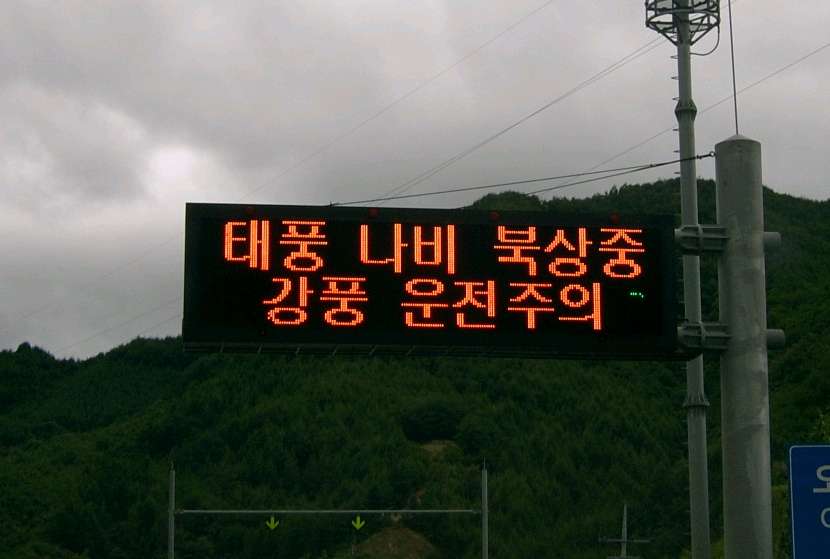 태풍 나비 북상중
강풍 운전주의